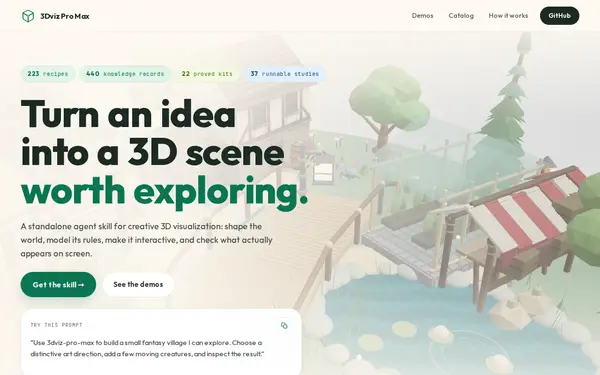 3Dviz Pro Max
Demos
Catalog
How it works
GitHub
223 recipes
440 knowledge records
22 proved kits
37 runnable studies
Turn an idea
into a 3D scene
worth exploring.
A standalone agent skill for creative 3D visualization: shape the
world, model its rules, make it interactive, and check what actually
appears on screen.
Get the skill →
See the demos
TRY THIS PROMPT
"Use 3dviz-pro-max to build a small fantasy village I can explore. Choose a
distinctive art direction, add a few moving creatures, and inspect the result."